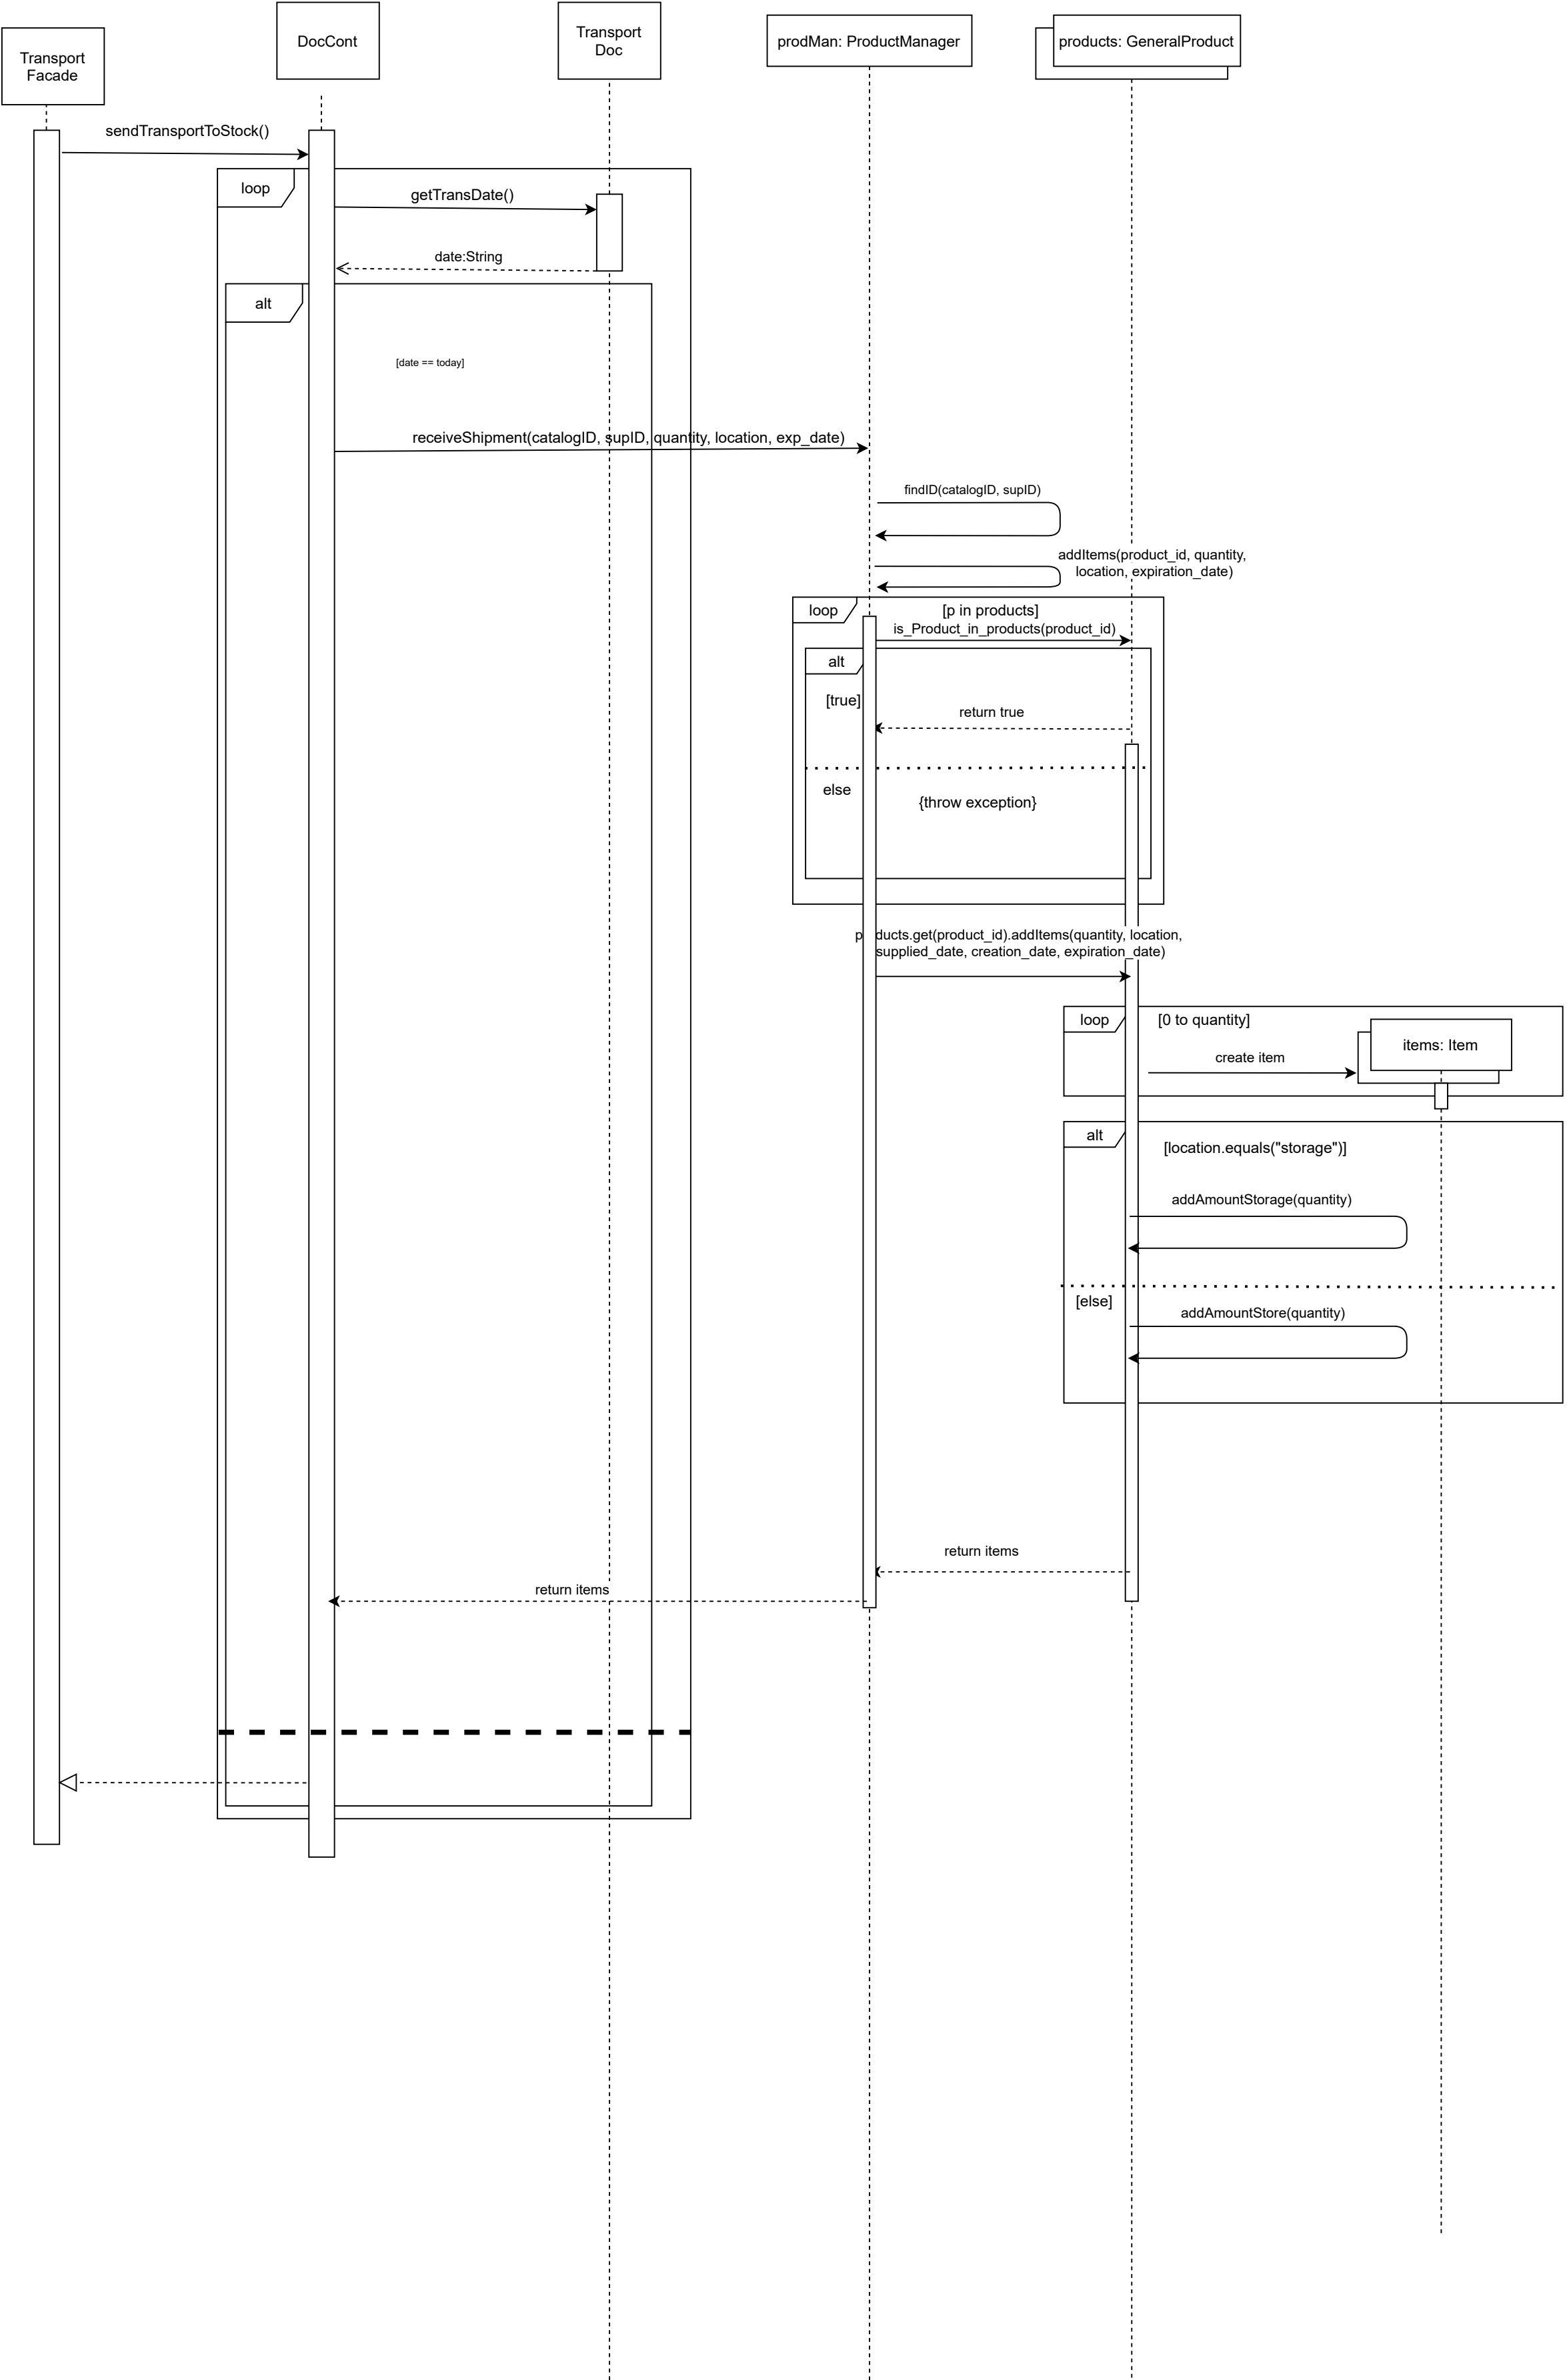 Transport
Facade
DocCont
Transport
Doc
prodMan: ProductManager
products: GeneralProduct
sendTransportToStock()
loop
getTransDate()
date:String
alt
[date == today]
receiveShipment(catalogID, supID, quantity, location, exp_date)
findID(catalogID, supID)
addItems(product_id, quantity,
location, expiration_date)
loop
[p in products]
is_Product_in_products(product_id)
alt
[true]
return true
else
{throw exception}
products.get(product_id).addItems(quantity, location,
supplied_date, creation_date, expiration_date)
loop
[0 to quantity]
items: Item
create item
alt
[location.equals("storage")]
addAmountStorage(quantity)
[else]
addAmountStore(quantity)
return items
return items